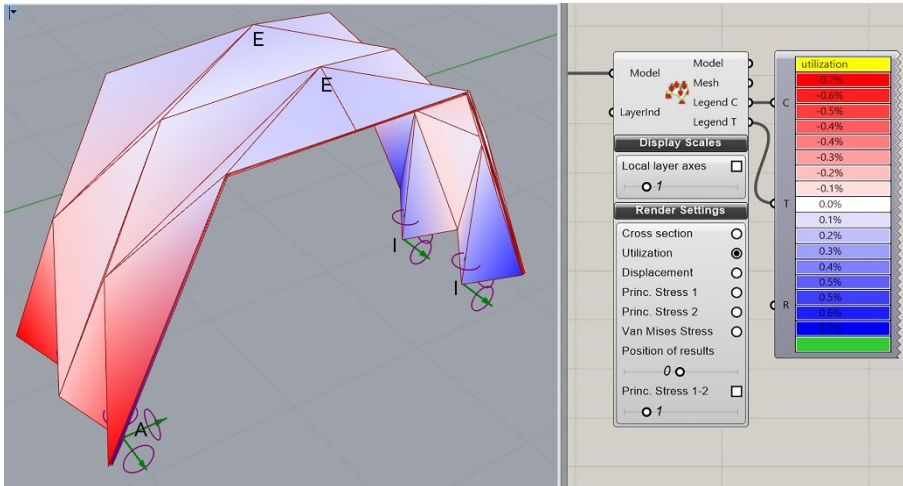 E
E
I
I
A
Model
LayerInd
Model
Mesh
Legend C
Legend T
Display Scales
Local layer axes
1
Render Settings
Cross section
Utilization
Displacement
Princ. Stress 1
Princ. Stress 2
Van Mises Stress
Position of results
0
Princ. Stress 1-2
1
C
T
R
utilization
-0.7%
-0.6%
-0.5%
-0.4%
-0.4%
-0.3%
-0.2%
-0.1%
0.0%
0.1%
0.2%
0.3%
0.4%
0.5%
0.5%
0.6%
0.7%